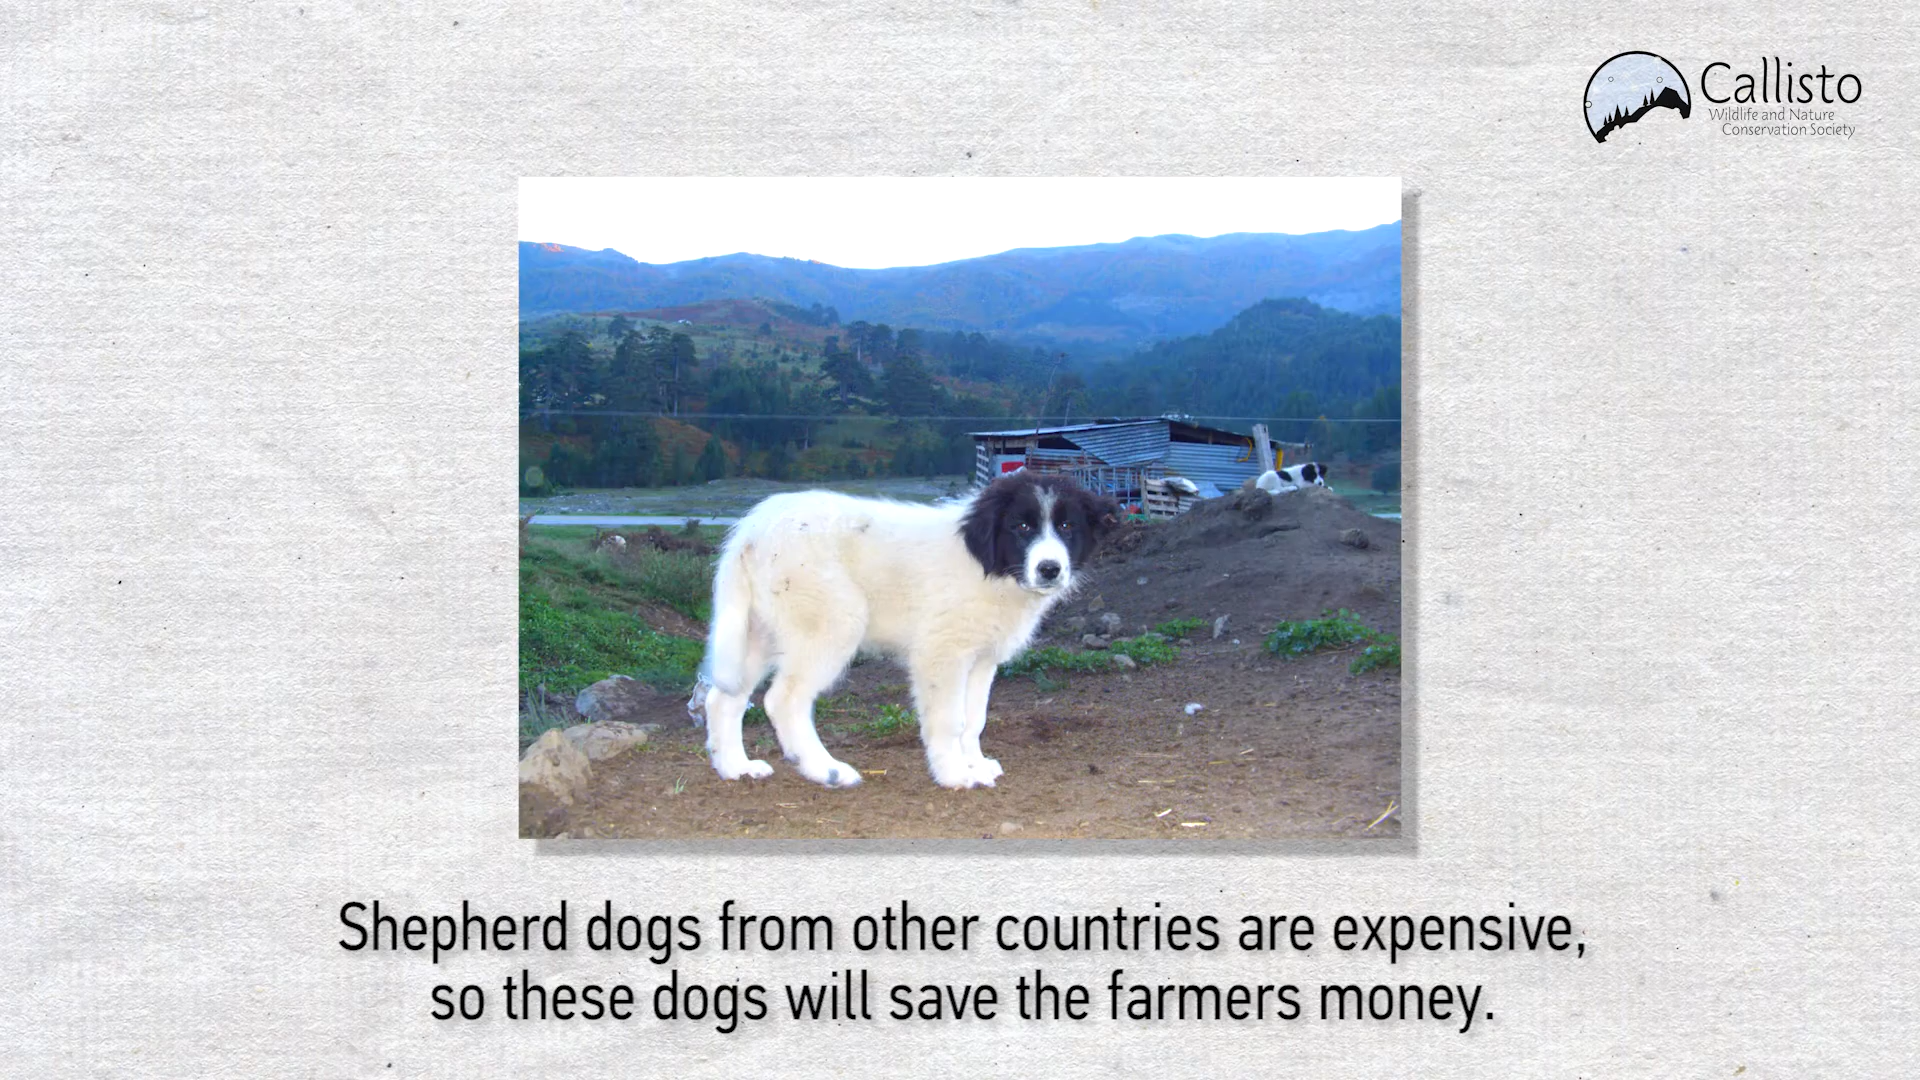 Callisto
Wildlife and Nature
Conservation Society
Shepherd dogs from other countries are expensive,
so these dogs will save the farmers money.